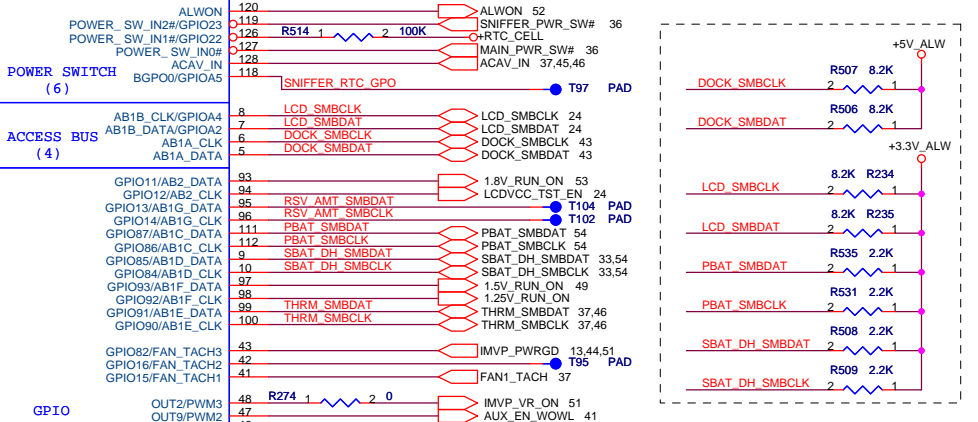 ALWON 120 ALWON 52
POWER_SW_IN2#/GPIO23 119 SNIFFER_PWR_SW# 36
POWER_SW_IN1#/GPIO22 126 R514 1 2 100K +RTC_CELL
POWER_SW_IN0# 127 MAIN_PWR_SW# 36
ACAV_IN 128 ACAV_IN 37,45,46
BGPO0/GPIOA5 118 SNIFFER_RTC_GPO T97 PAD
POWER SWITCH
(6)
AB1B_CLK/GPIOA4 8 LCD_SMBCLK LCD_SMBCLK 24
AB1B_DATA/GPIOA2 7 LCD_SMBDAT LCD_SMBDAT 24
AB1A_CLK 6 DOCK_SMBCLK DOCK_SMBCLK 43
AB1A_DATA 5 DOCK_SMBDAT DOCK_SMBDAT 43
ACCESS BUS
(4)
GPIO11/AB2_DATA 93 1.8V_RUN_ON 53
GPIO12/AB2_CLK 94 LCDVCC_TST_EN 24
GPIO13/AB1G_DATA 95 RSV_AMT_SMBDAT T104 PAD
GPIO14/AB1G_CLK 96 RSV_AMT_SMBCLK T102 PAD
GPIO87/AB1C_DATA 111 PBAT_SMBDAT PBAT_SMBDAT 54
GPIO86/AB1C_CLK 112 PBAT_SMBCLK PBAT_SMBCLK 54
GPIO85/AB1D_DATA 9 SBAT_DH_SMBDAT SBAT_DH_SMBDAT 33,54
GPIO84/AB1D_CLK 10 SBAT_DH_SMBCLK SBAT_DH_SMBCLK 33,54
GPIO93/AB1F_DATA 97 1.5V_RUN_ON 49
GPIO92/AB1F_CLK 98 1.25V_RUN_ON
GPIO91/AB1E_DATA 99 THRM_SMBDAT THRM_SMBDAT 37,46
GPIO90/AB1E_CLK 100 THRM_SMBCLK THRM_SMBCLK 37,46
GPIO82/FAN_TACH3 43 IMVP_PWRGD 13,44,51
GPIO16/FAN_TACH2 42 T95 PAD
GPIO15/FAN_TACH1 41 FAN1_TACH 37
GPIO
OUT2/PWM3 48 R274 1 2 0 IMVP_VR_ON 51
OUT9/PWM2 47 AUX_EN_WOWL 41
+5V_ALW
R507 8.2K
DOCK_SMBCLK 2 1
R506 8.2K
DOCK_SMBDAT 2 1
+3.3V_ALW
8.2K R234
LCD_SMBCLK 2 1
8.2K R235
LCD_SMBDAT 2 1
R535 2.2K
PBAT_SMBDAT 2 1
R531 2.2K
PBAT_SMBCLK 2 1
R508 2.2K
SBAT_DH_SMBDAT 2 1
R509 2.2K
SBAT_DH_SMBCLK 2 1